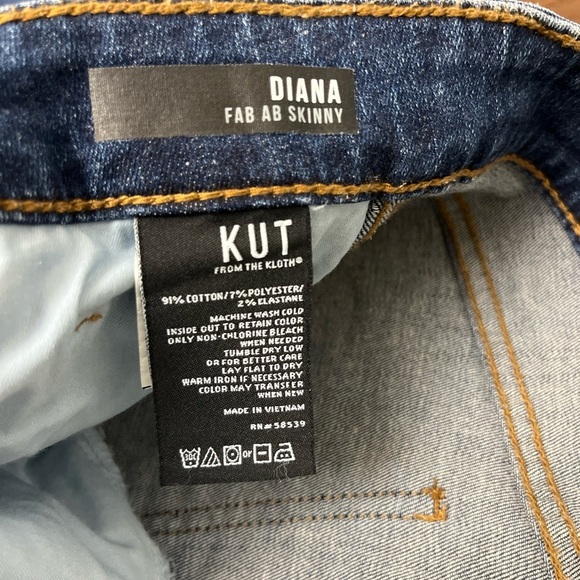 DIANA
FAB AB SKINNY
KUT
FROM THE KLOTH®
91% COTTON/7% POLYESTER/
2% ELASTANE
MACHINE WASH COLD
INSIDE OUT TO RETAIN COLOR
ONLY NON-CHLORINE BLEACH
WHEN NEEDED
TUMBLE DRY LOW
OR FOR BETTER CARE
LAY FLAT TO DRY
WARM IRON IF NECESSARY
COLOR MAY TRANSFER
WHEN NEW
MADE IN VIETNAM
RN# 58539
or